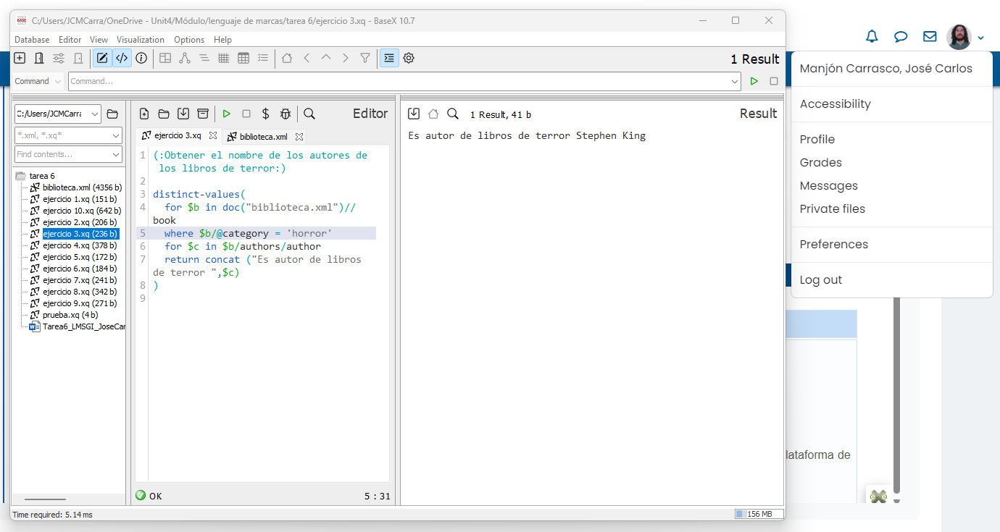 C:/Users/JCMCarra/OneDrive - Unit4/Módulo/lenguaje de marcas/tarea 6/ejercicio 3.xq - BaseX 10.7
Database Editor View Visualization Options Help
1 Result
Command Command...
C:/Users/JCMCarra
*.xml, *.xq*
Find contents...
tarea 6
biblioteca.xml (4356 b)
ejercicio 1.xq (151 b)
ejercicio 10.xq (642 b)
ejercicio 2.xq (206 b)
ejercicio 3.xq (236 b)
ejercicio 4.xq (378 b)
ejercicio 5.xq (172 b)
ejercicio 6.xq (184 b)
ejercicio 7.xq (241 b)
ejercicio 8.xq (342 b)
ejercicio 9.xq (271 b)
prueba.xq (4 b)
Tarea6_LMSGI_JoseCar
Editor
ejercicio 3.xq biblioteca.xml
1 (:Obtener el nombre de los autores de
los libros de terror:)
2
3 distinct-values(
4 for $b in doc("biblioteca.xml")//
book
5 where $b/@category = 'horror'
6 for $c in $b/authors/author
7 return concat ("Es autor de libros
de terror ",$c)
8 )
9
OK 5 : 31
1 Result, 41 b Result
Es autor de libros de terror Stephen King
Time required: 5.14 ms 156 MB
Manjón Carrasco, José Carlos
Accessibility
Profile
Grades
Messages
Private files
Preferences
Log out
lataforma de